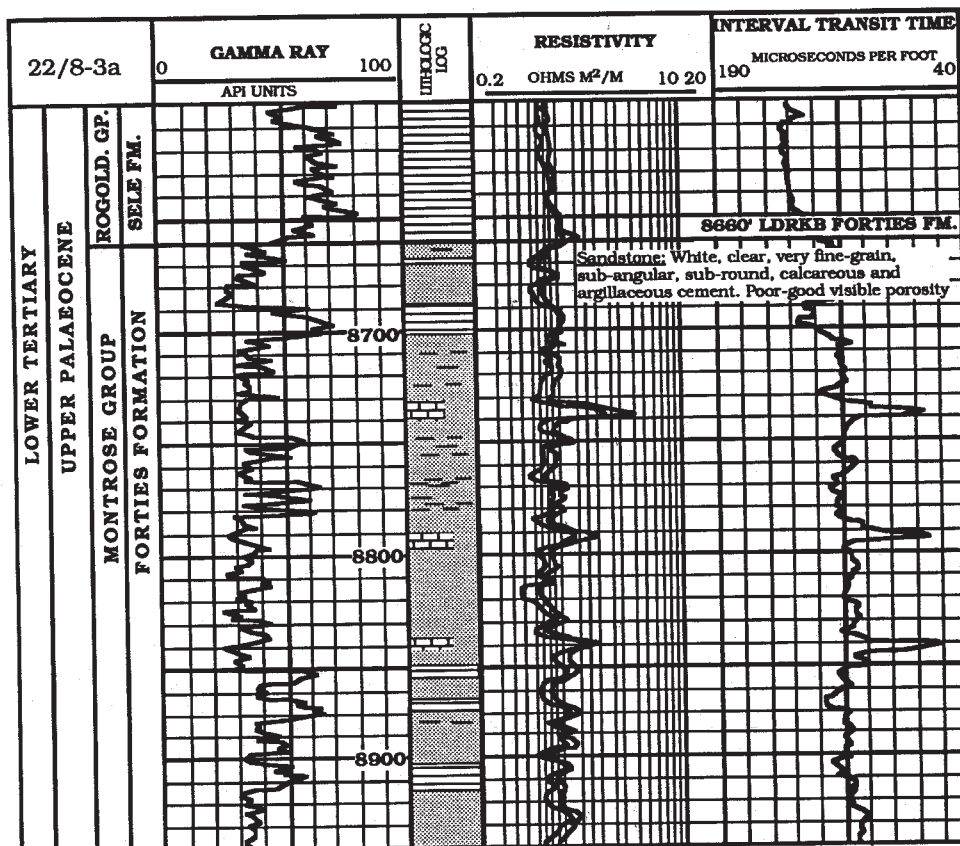 22/8-3a
GAMMA RAY
0 100
API UNITS
LITHOLOGIC
LOG
RESISTIVITY
0.2 OHMS M²/M 10 20
INTERVAL TRANSIT TIME
MICROSECONDS PER FOOT
190 40
LOWER TERTIARY
UPPER PALAEOCENE
ROGOLD. GP.
SELE FM.
MONTROSE GROUP
FORTIES FORMATION
8660' LDRKB FORTIES FM.
Sandstone: White, clear, very fine-grain,
sub-angular, sub-round, calcareous and
argillaceous cement. Poor-good visible porosity
8700
8800
8900